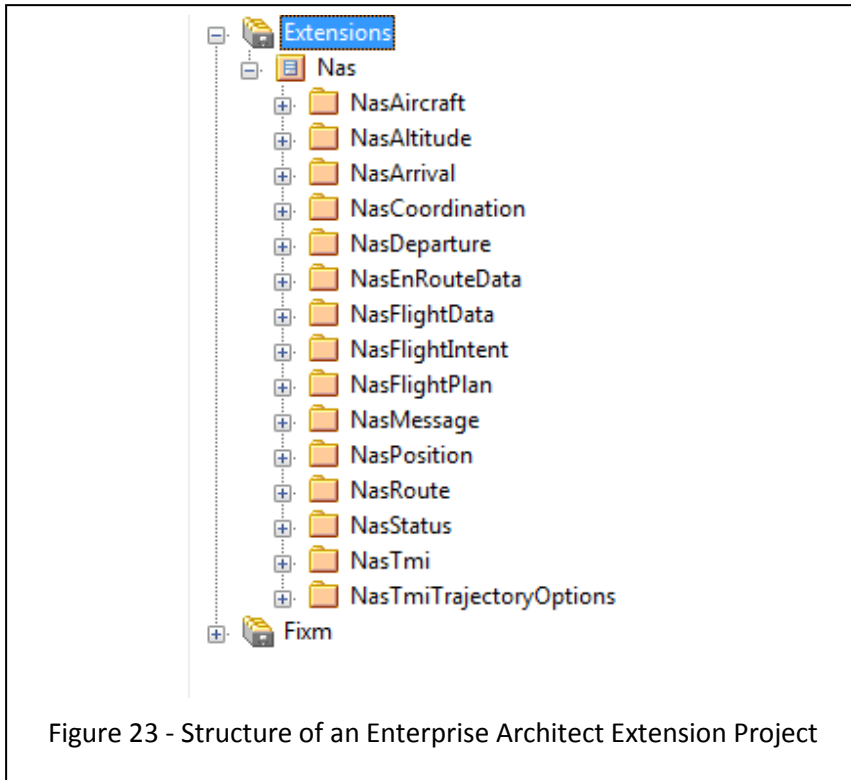 Extensions
Nas
NasAircraft
NasAltitude
NasArrival
NasCoordination
NasDeparture
NasEnRouteData
NasFlightData
NasFlightIntent
NasFlightPlan
NasMessage
NasPosition
NasRoute
NasStatus
NasTmi
NasTmiTrajectoryOptions
Fixm
Figure 23 - Structure of an Enterprise Architect Extension Project